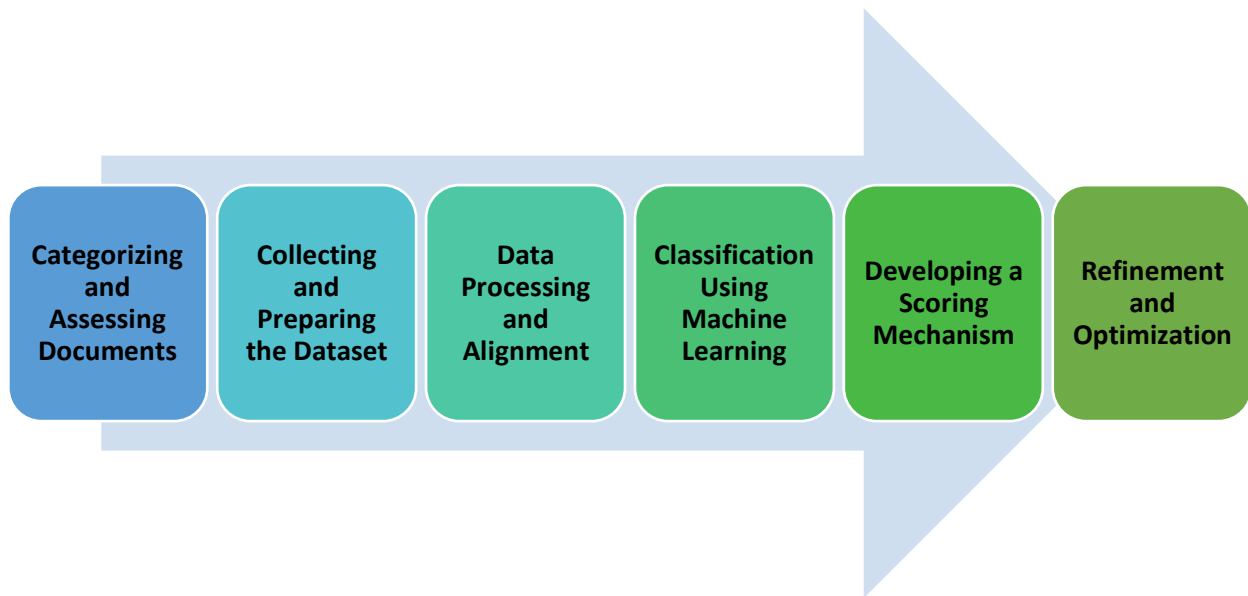 Categorizing
and
Assessing
Documents
Collecting
and
Preparing
the Dataset
Data
Processing
and
Alignment
Classification
Using
Machine
Learning
Developing a
Scoring
Mechanism
Refinement
and
Optimization